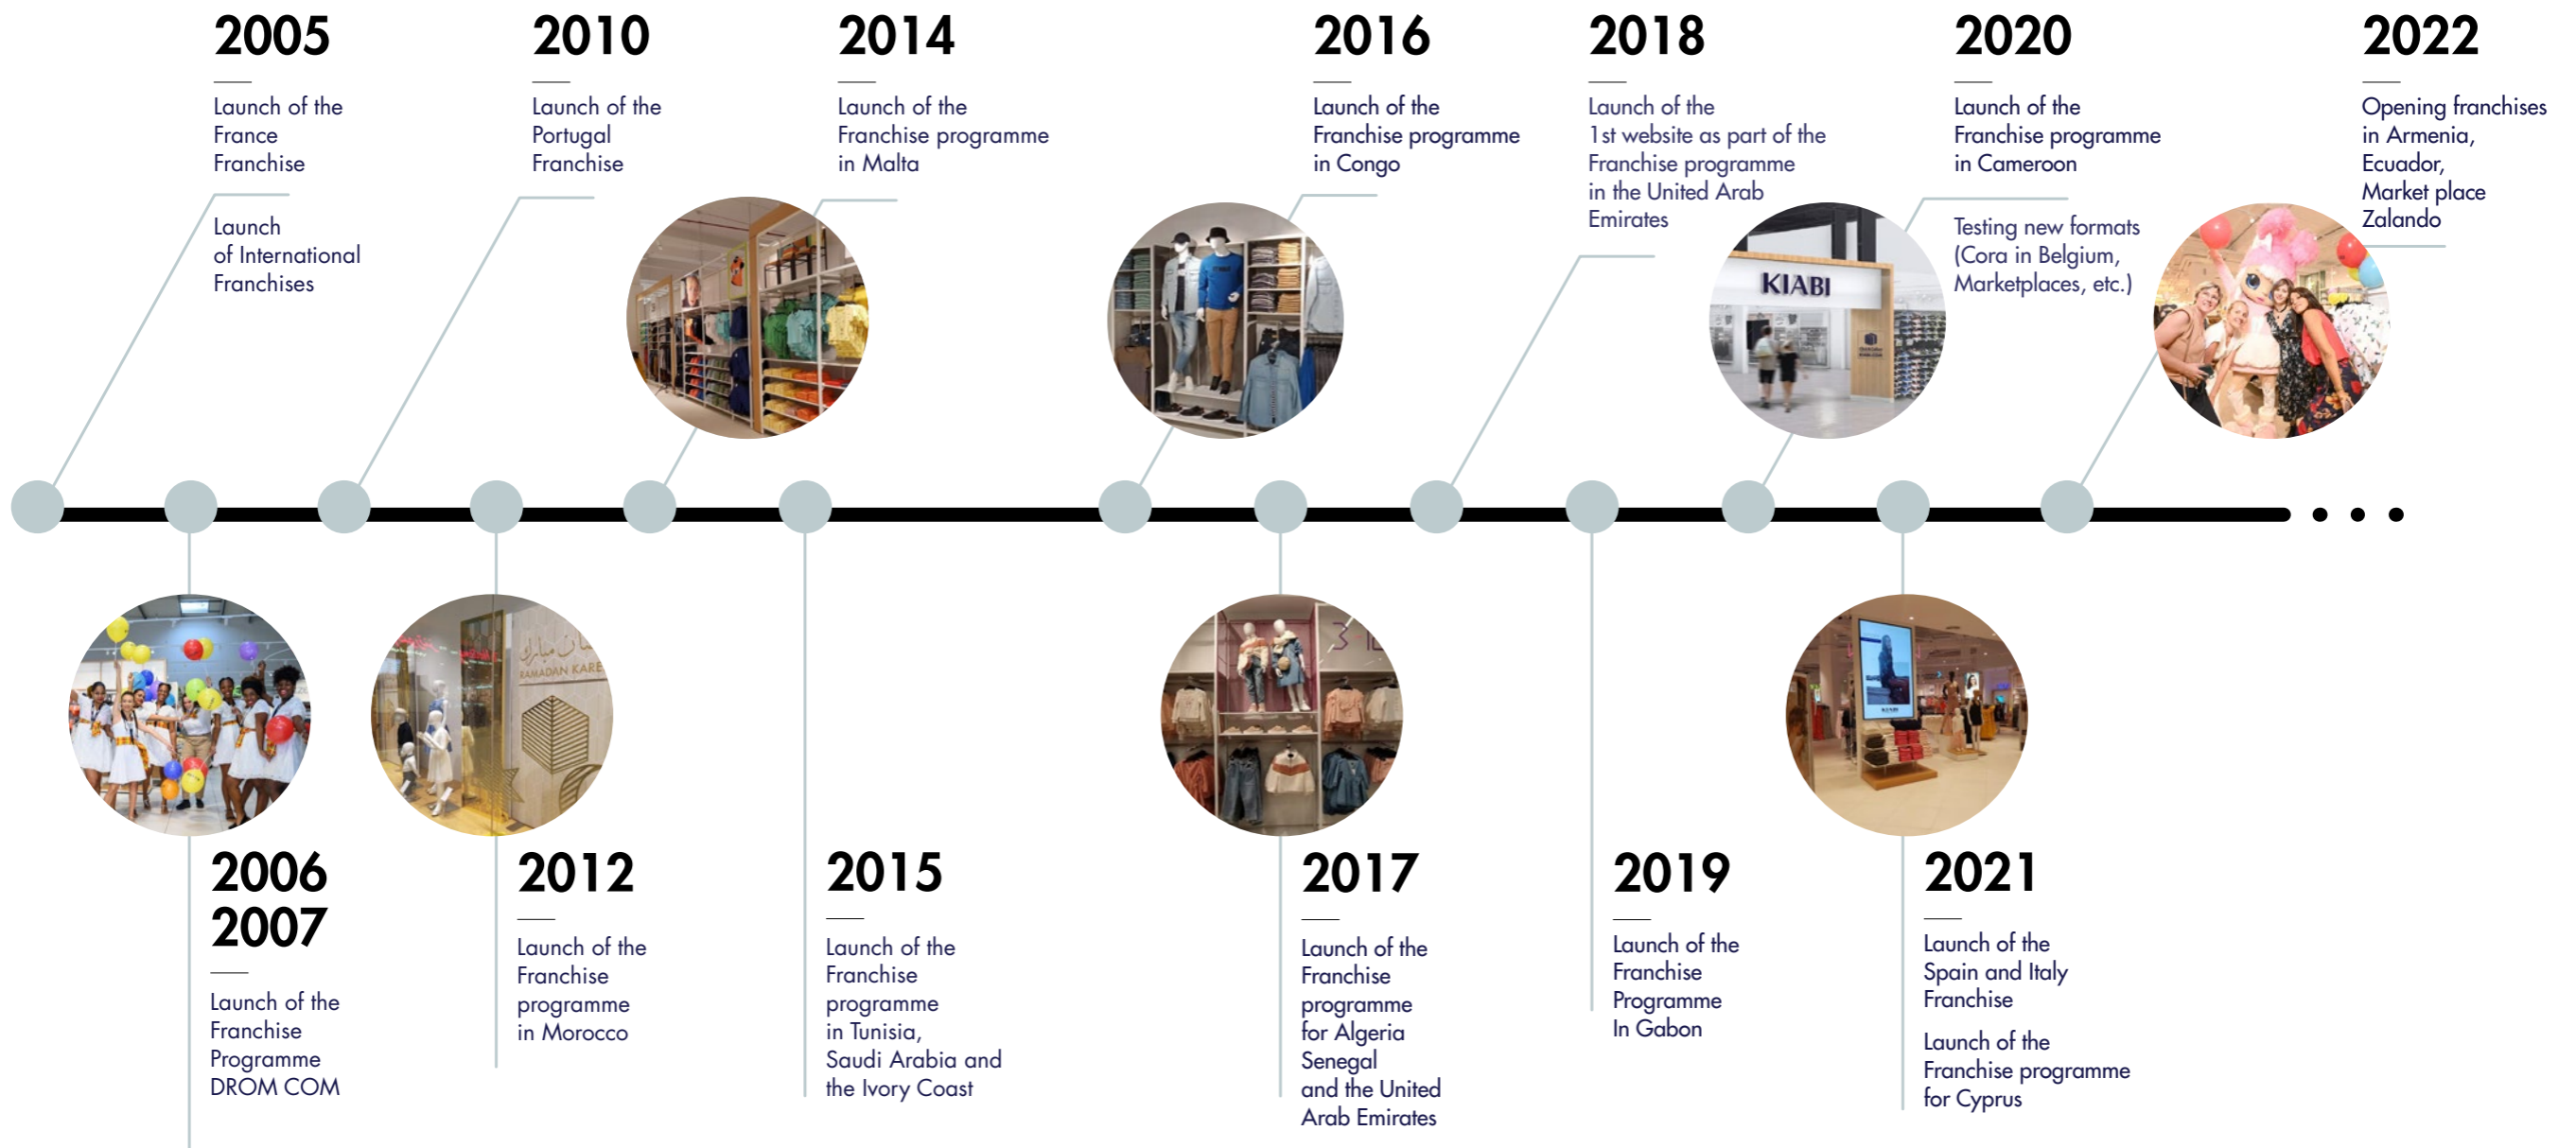 2005
Launch of the
France
Franchise
Launch
of International
Franchises
2010
Launch of the
Portugal
Franchise
2014
Launch of the
Franchise programme
in Malta
2016
Launch of the
Franchise programme
in Congo
2018
Launch of the
1st website as part of the
Franchise programme
in the United Arab
Emirates
2020
Launch of the
Franchise programme
in Cameroon
Testing new formats
(Cora in Belgium,
Marketplaces, etc.)
2022
Opening franchises
in Armenia,
Ecuador,
Market place
Zalando
KIABI
RAMADAN KARE
3-1
2006
2007
Launch of the
Franchise
Programme
DROM COM
2012
Launch of the
Franchise
programme
in Morocco
2015
Launch of the
Franchise
programme
in Tunisia,
Saudi Arabia and
the Ivory Coast
2017
Launch of the
Franchise
programme
for Algeria
Senegal
and the United
Arab Emirates
2019
Launch of the
Franchise
Programme
In Gabon
2021
Launch of the
Spain and Italy
Franchise
Launch of the
Franchise programme
for Cyprus